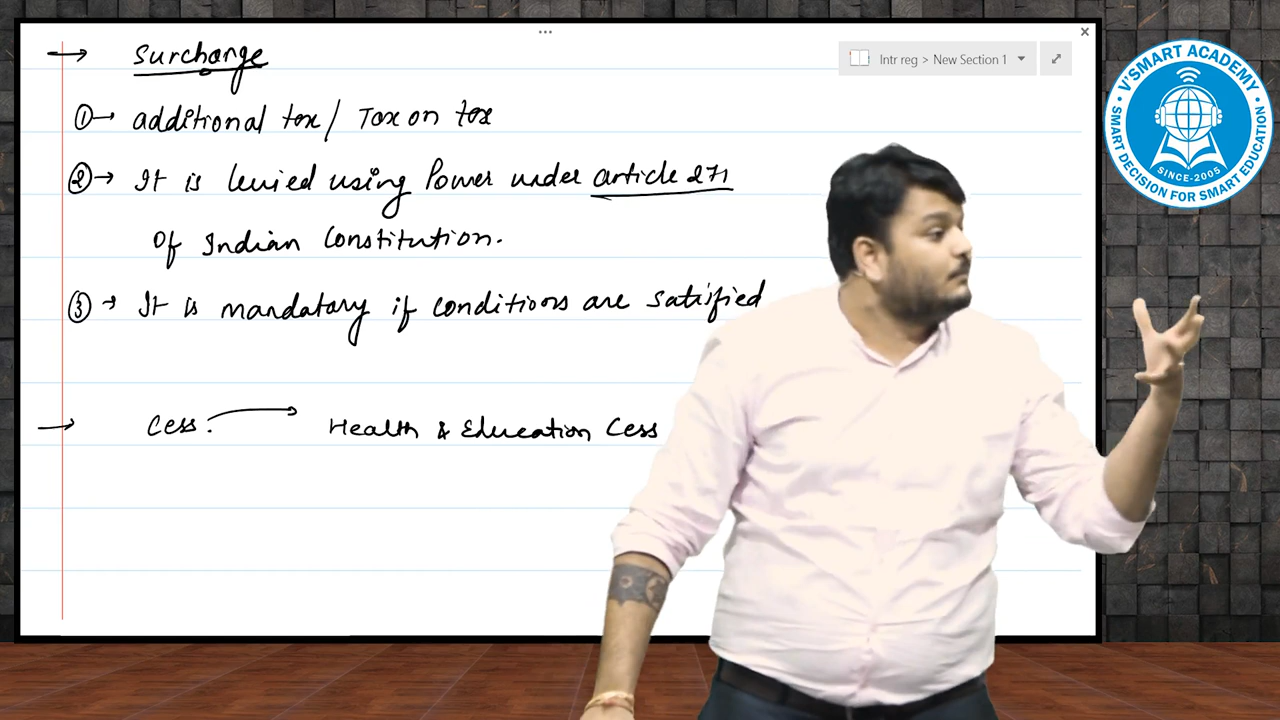 → Surcharge
① → additional tax / Tax on tax
② → It is levied using Power under article 271
Of Indian Constitution.
③ → It is mandatory if conditions are satisfied
→ Cess. → Health & Education Cess
Intr reg > New Section 1
• V'SMART ACADEMY •
SINCE-2005
SMART DECISION FOR SMART EDUCATION